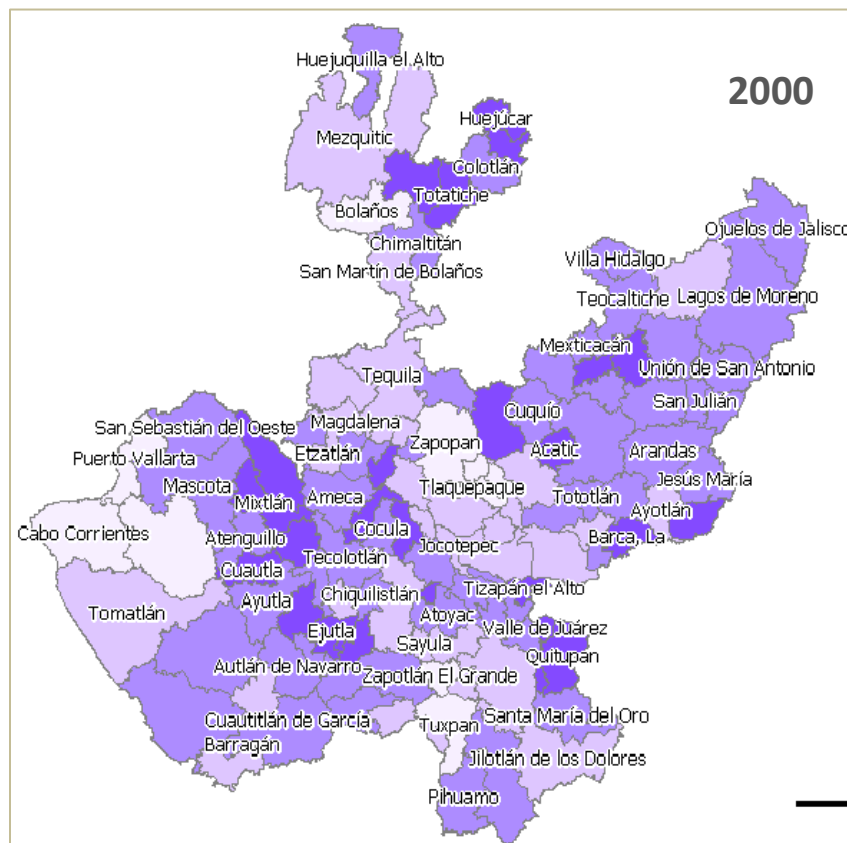 2000
Huejuquilla el Alto
Huejúcar
Mezquitic
Colotlán
Totatiche
Bolaños
Chimaltitán
San Martín de Bolaños
Ojuelos de Jalisco
Villa Hidalgo
Teocaltiche
Lagos de Moreno
Mexticacán
Unión de San Antonio
Tequila
San Julián
Cuquío
Magdalena
San Sebastián del Oeste
Zapopan
Acatic
Arandas
Etzatlán
Puerto Vallarta
Jesús María
Mascota
Ameca
Tlaquepaque
Tototlán
Mixtlán
Ayotlán
Cabo Corrientes
Cocula
Barca, La
Atenguillo
Jocotepec
Tecolotlán
Cuautla
Tizapán el Alto
Chiquilistlán
Ayutla
Tomatlán
Atoyac
Valle de Juárez
Ejutla
Sayula
Quitupan
Autlán de Navarro
Zapotlán El Grande
Cuautitlán de García
Barragán
Tuxpan
Santa María del Oro
Jilotlán de los Dolores
Pihuamo